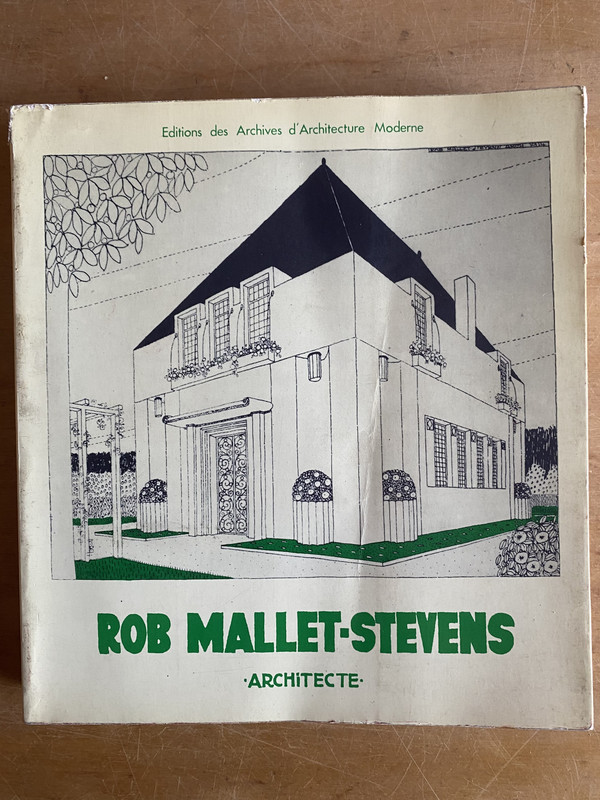 Editions des Archives d'Architecture Moderne
ROB MALLET-STEVENS
·ARCHiTECTE·